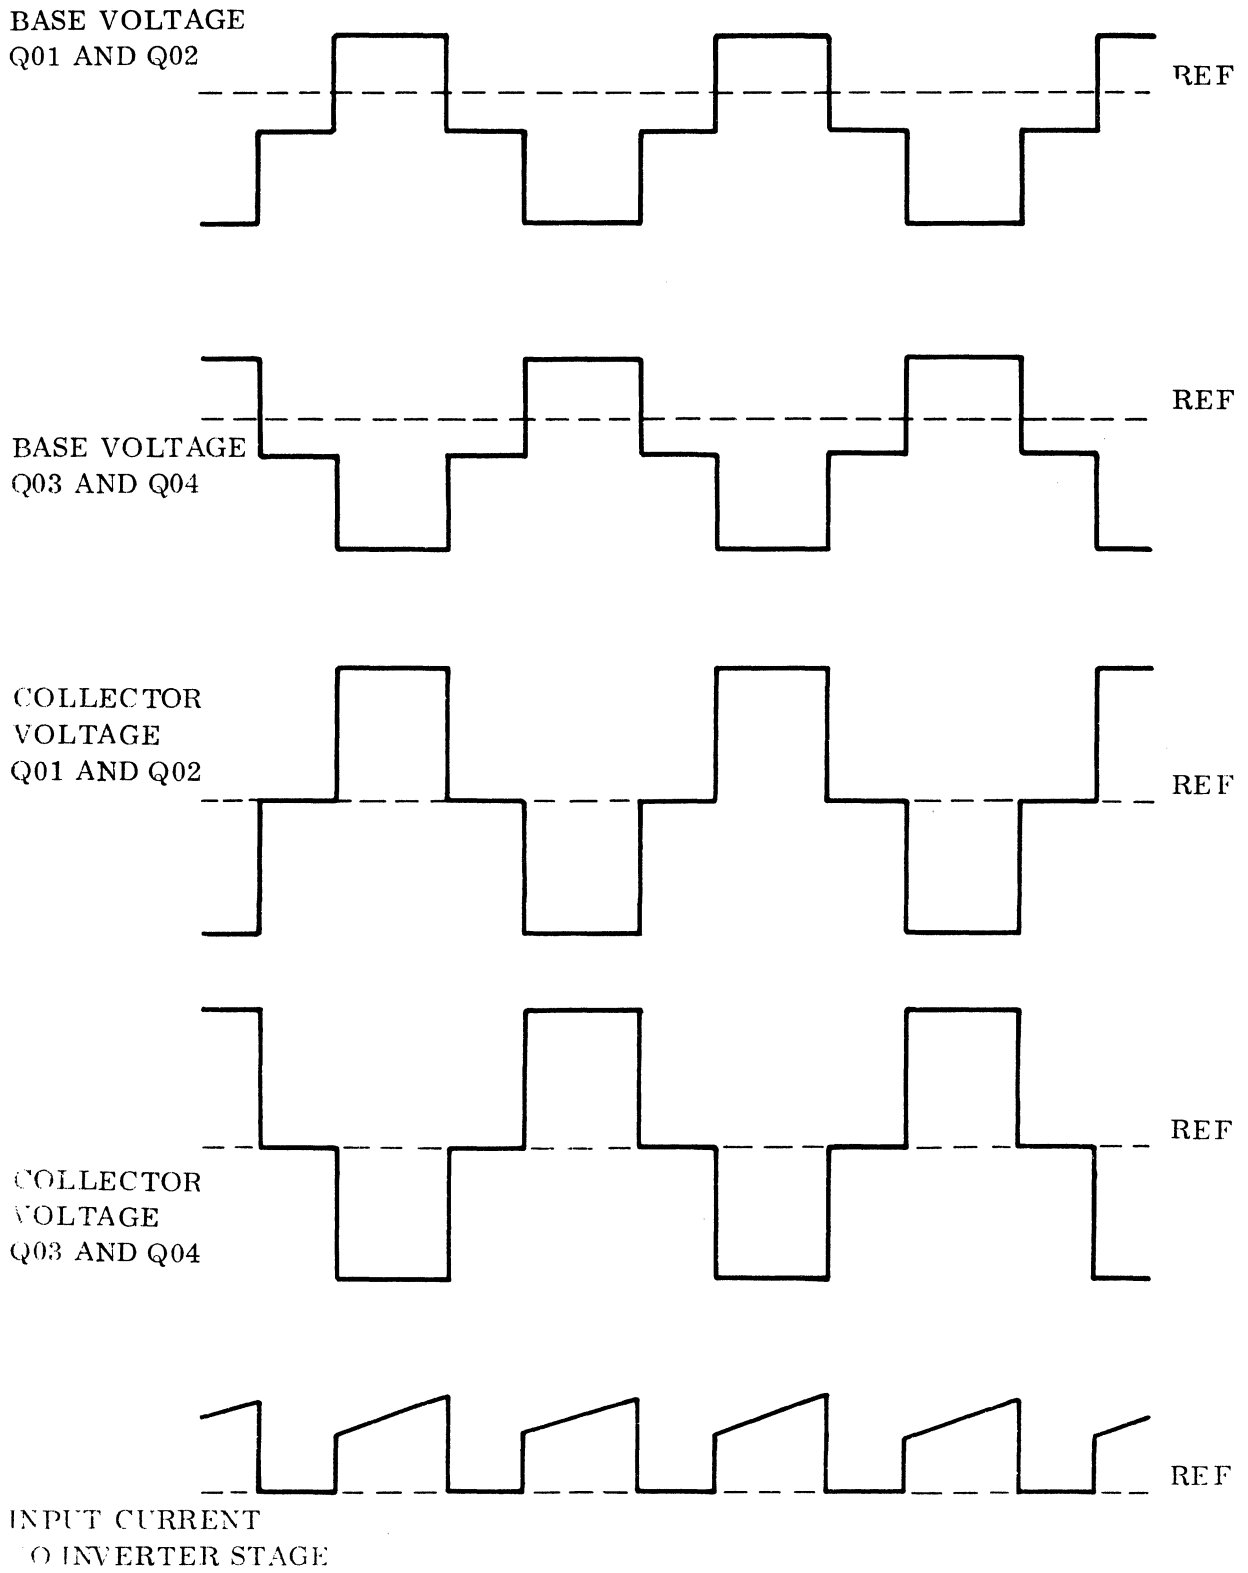 BASE VOLTAGE
Q01 AND Q02
REF
REF
BASE VOLTAGE
Q03 AND Q04
COLLECTOR
VOLTAGE
Q01 AND Q02
REF
REF
COLLECTOR
VOLTAGE
Q03 AND Q04
REF
INPUT CURRENT
O INVERTER STAGE